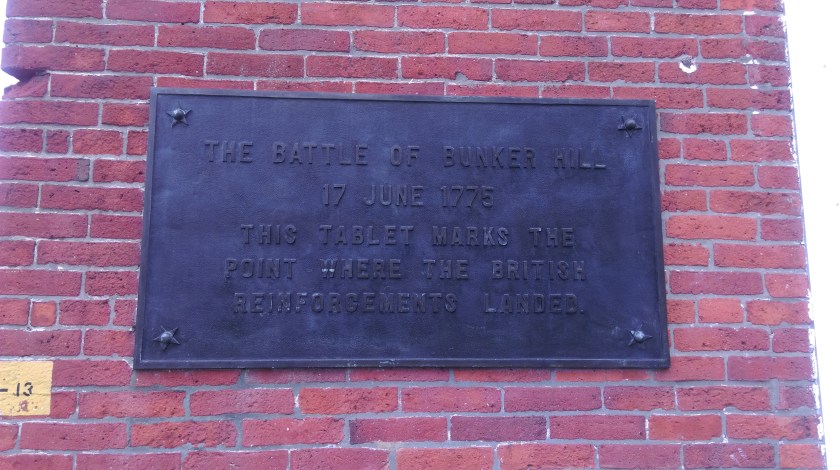 THE BATTLE OF BUNKER HILL
17 JUNE 1775
THIS TABLET MARKS THE
POINT WHERE THE BRITISH
REINFORCEMENTS LANDED.
-13